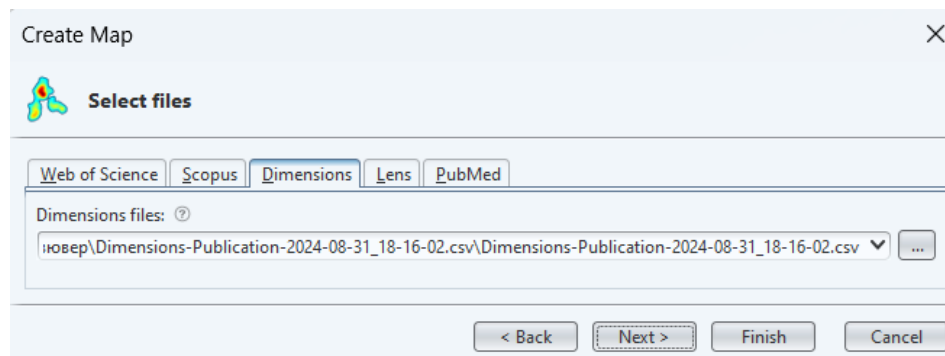 Create Map
Select files
Web of Science Scopus Dimensions Lens PubMed
Dimensions files:
ювер\Dimensions-Publication-2024-08-31_18-16-02.csv\Dimensions-Publication-2024-08-31_18-16-02.csv ...
< Back Next > Finish Cancel